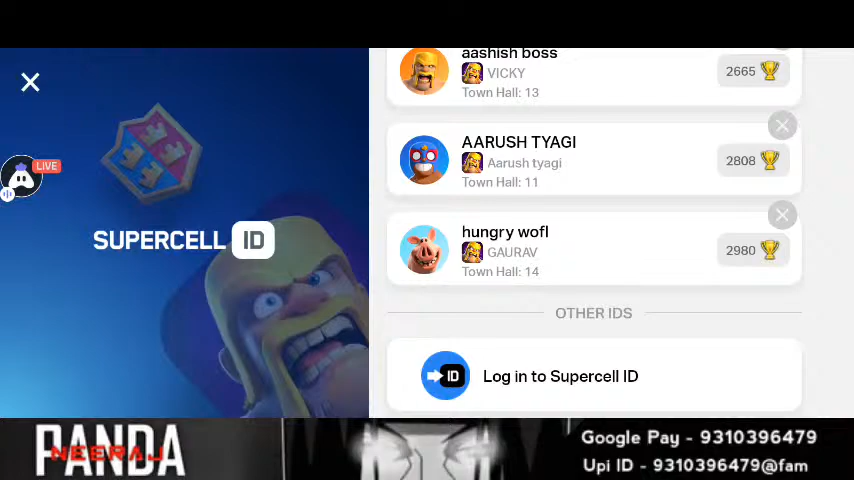 LIVE
SUPERCELL ID
aashish boss
VICKY
Town Hall: 13
2665
AARUSH TYAGI
Aarush tyagi
Town Hall: 11
2808
hungry wofl
GAURAV
Town Hall: 14
2980
OTHER IDS
ID
Log in to Supercell ID
PANDA
NEERAJ
Google Pay - 9310396479
Upi ID - 9310396479@fam